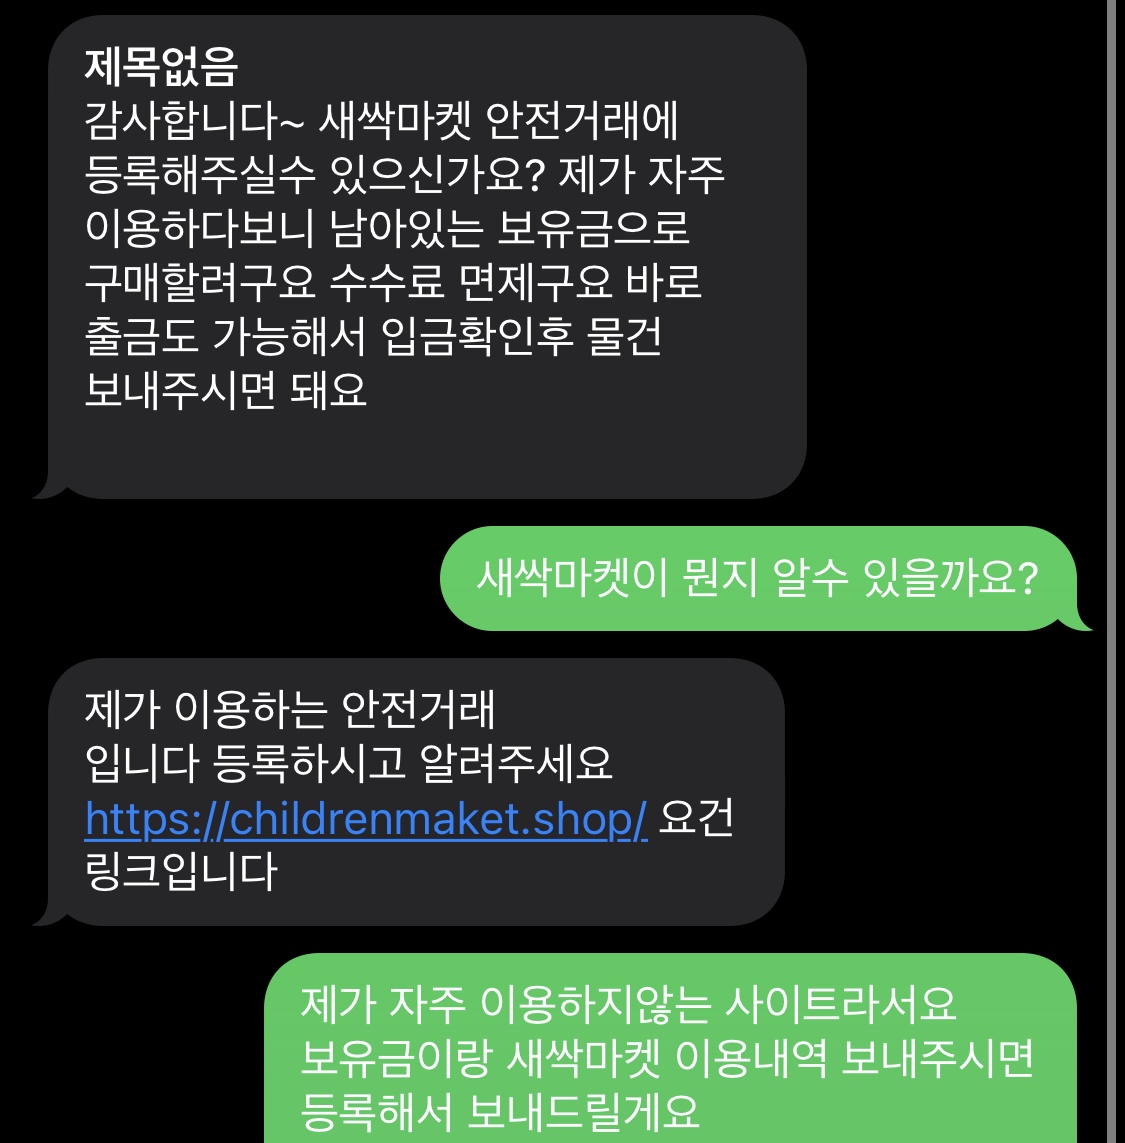 제목없음
감사합니다~ 새싹마켓 안전거래에
등록해주실수 있으신가요? 제가 자주
이용하다보니 남아있는 보유금으로
구매할려구요 수수료 면제구요 바로
출금도 가능해서 입금확인후 물건
보내주시면 돼요
새싹마켓이 뭔지 알수 있을까요?
제가 이용하는 안전거래
입니다 등록하시고 알려주세요
https://childrenmaket.shop/ 요건
링크입니다
제가 자주 이용하지않는 사이트라서요
보유금이랑 새싹마켓 이용내역 보내주시면
등록해서 보내드릴게요